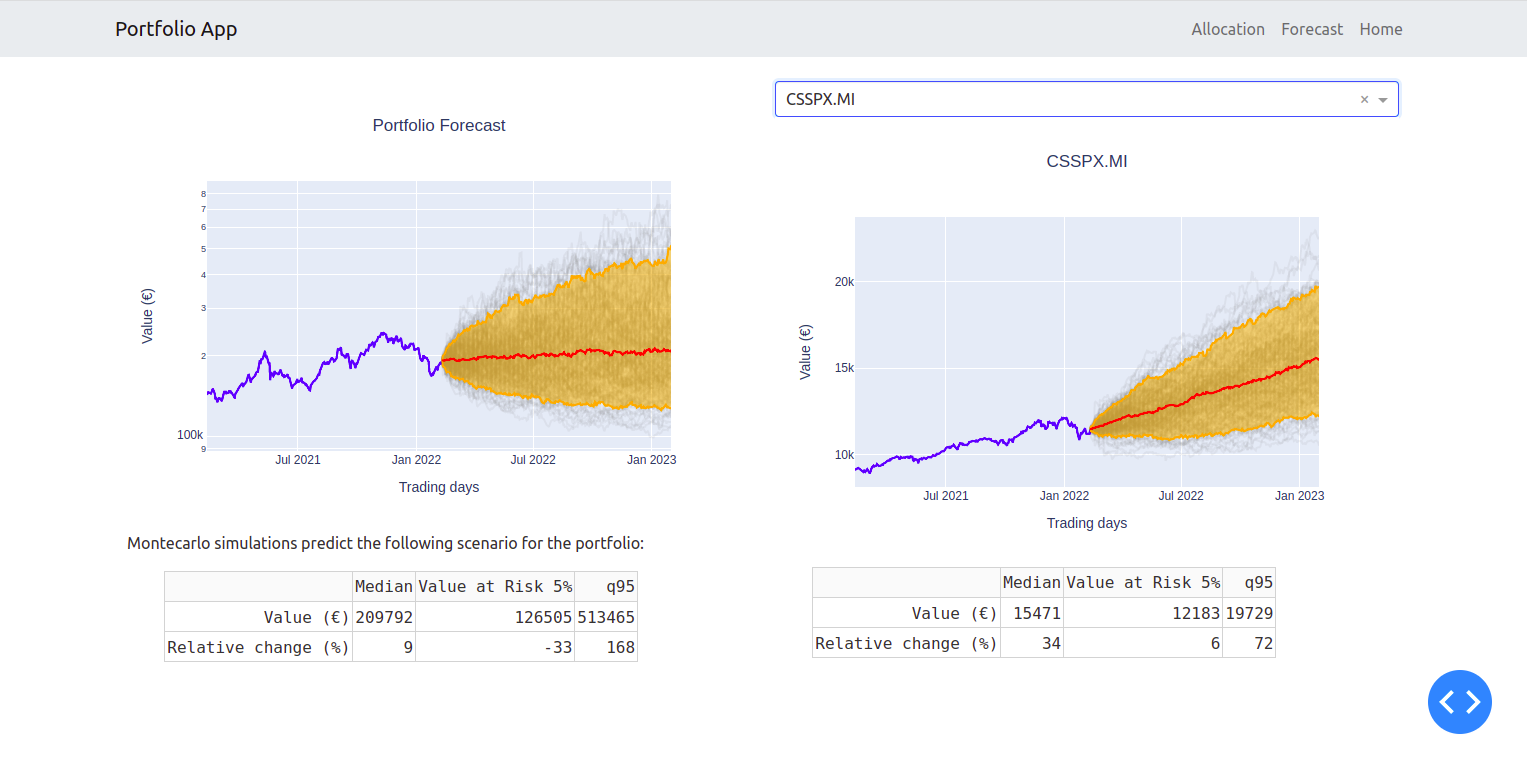 Portfolio App
Allocation Forecast Home
CSSPX.MI ×
Portfolio Forecast
8
7
6
5
4
3
2
100k
9
Value (€)
Jul 2021 Jan 2022 Jul 2022 Jan 2023
Trading days
Montecarlo simulations predict the following scenario for the portfolio:
Median Value at Risk 5% q95
Value (€) 209792 126505 513465
Relative change (%) 9 -33 168
CSSPX.MI
20k
15k
10k
Value (€)
Jul 2021 Jan 2022 Jul 2022 Jan 2023
Trading days
Median Value at Risk 5% q95
Value (€) 15471 12183 19729
Relative change (%) 34 6 72